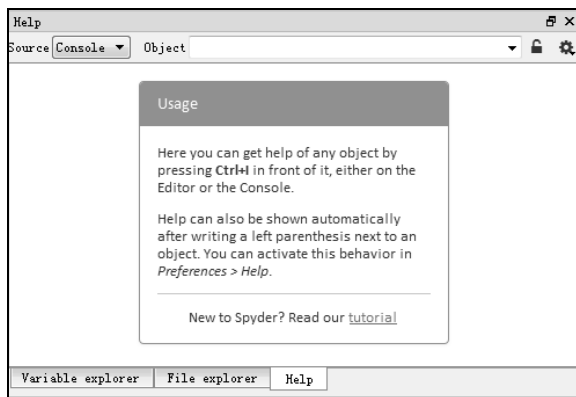 Help
Source Console Object
Usage
Here you can get help of any object by
pressing Ctrl+I in front of it, either on the
Editor or the Console.
Help can also be shown automatically
after writing a left parenthesis next to an
object. You can activate this behavior in
Preferences > Help.
New to Spyder? Read our tutorial
Variable explorer File explorer Help